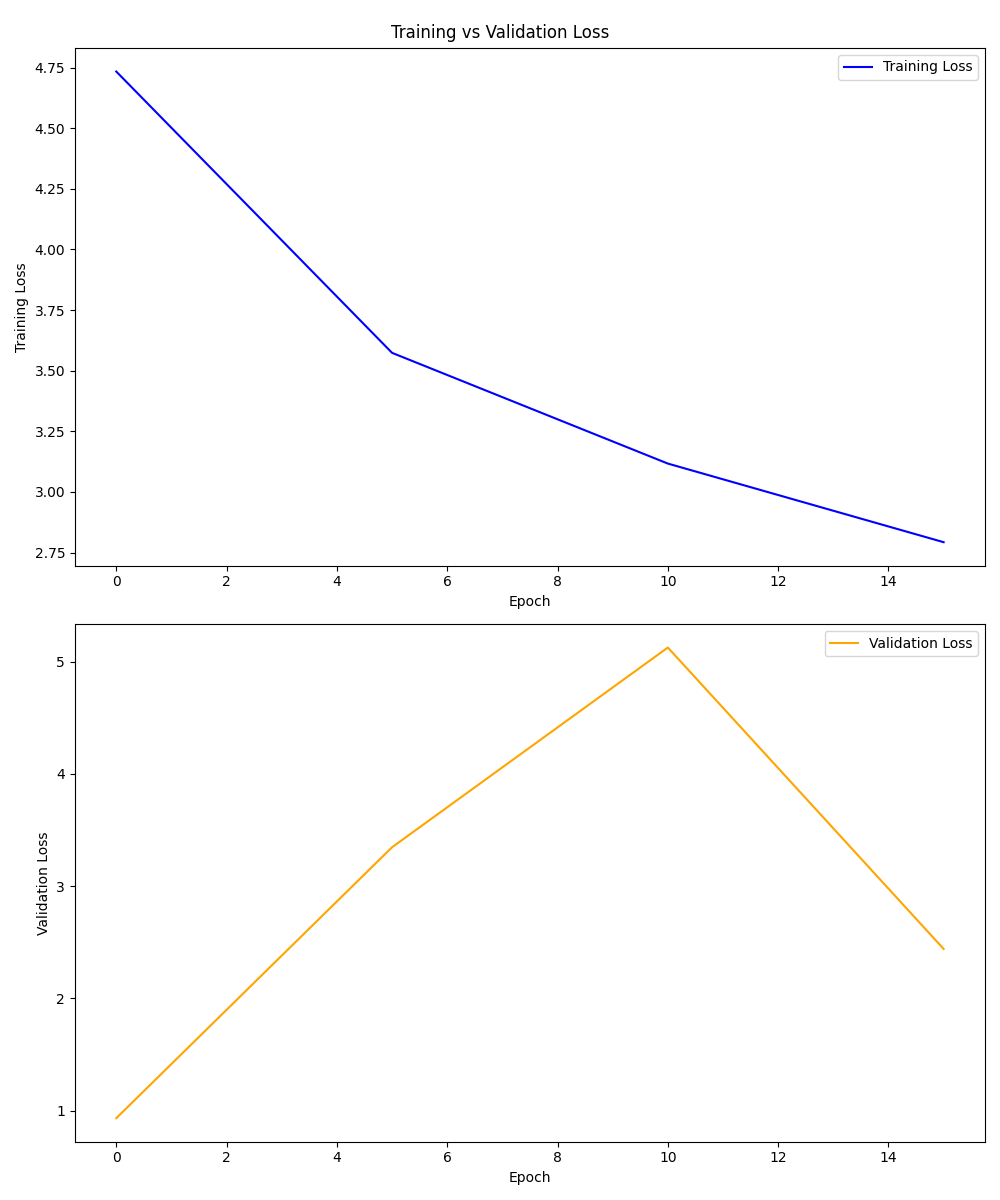 Training vs Validation Loss
Training Loss
4.75
4.50
4.25
4.00
3.75
3.50
3.25
3.00
2.75
Training Loss
0 2 4 6 8 10 12 14
Epoch
Validation Loss
5
4
3
2
1
Validation Loss
0 2 4 6 8 10 12 14
Epoch